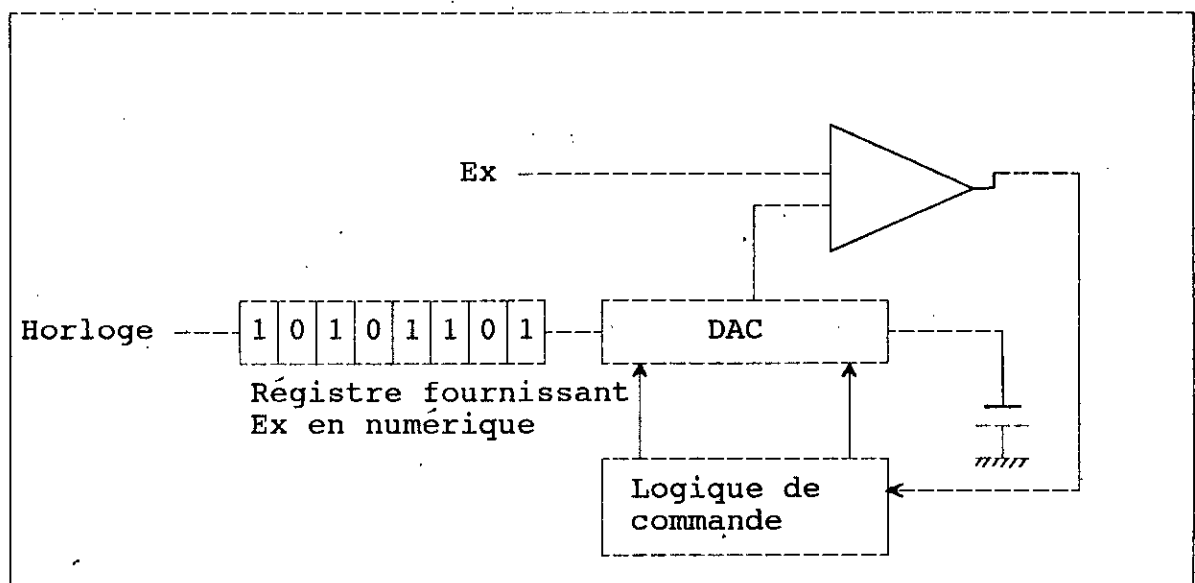 Ex
Horloge
1 0 1 0 1 1 0 1
DAC
Régistre fournissant
Ex en numérique
Logique de
commande